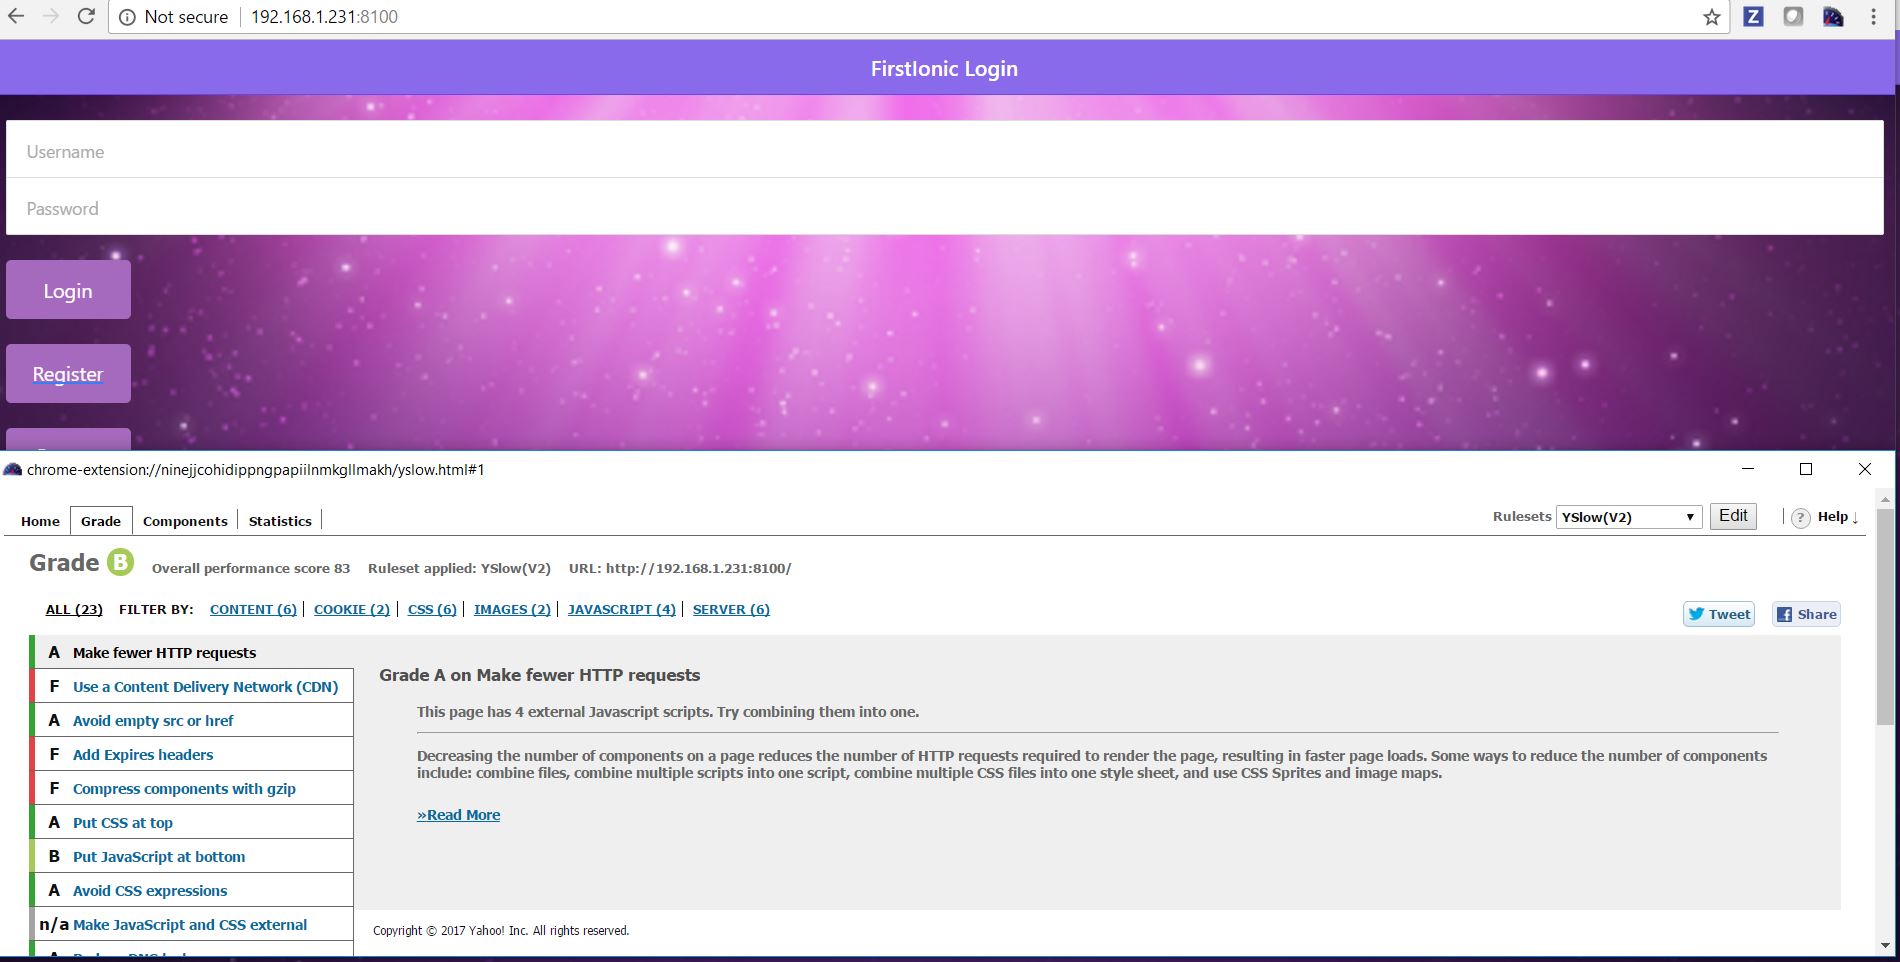 Not secure 192.168.1.231:8100
FirstIonic Login
Username
Password
Login
Register
chrome-extension://ninejjcohidippngpapiilnmkgllmakh/yslow.html#1
Home Grade Components Statistics Rulesets YSlow(V2) Edit ? Help ↓
Grade B Overall performance score 83 Ruleset applied: YSlow(V2) URL: http://192.168.1.231:8100/
ALL (23) FILTER BY: CONTENT (6) COOKIE (2) CSS (6) IMAGES (2) JAVASCRIPT (4) SERVER (6) Tweet Share
A Make fewer HTTP requests
F Use a Content Delivery Network (CDN)
A Avoid empty src or href
F Add Expires headers
F Compress components with gzip
A Put CSS at top
B Put JavaScript at bottom
A Avoid CSS expressions
n/a Make JavaScript and CSS external
Grade A on Make fewer HTTP requests
This page has 4 external Javascript scripts. Try combining them into one.
Decreasing the number of components on a page reduces the number of HTTP requests required to render the page, resulting in faster page loads. Some ways to reduce the number of components
include: combine files, combine multiple scripts into one script, combine multiple CSS files into one style sheet, and use CSS Sprites and image maps.
»Read More
Copyright © 2017 Yahoo! Inc. All rights reserved.